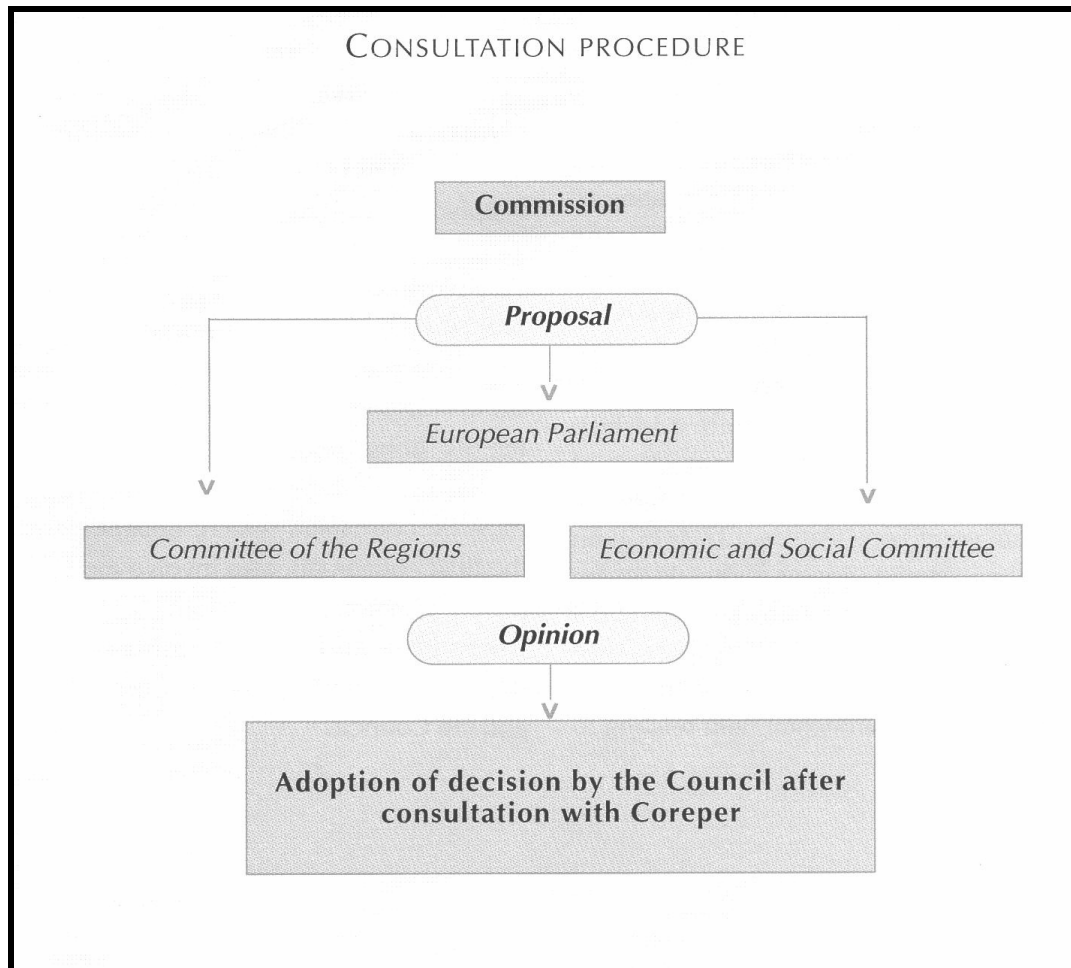 CONSULTATION PROCEDURE
Commission
Proposal
European Parliament
Committee of the Regions
Economic and Social Committee
Opinion
Adoption of decision by the Council after
consultation with Coreper